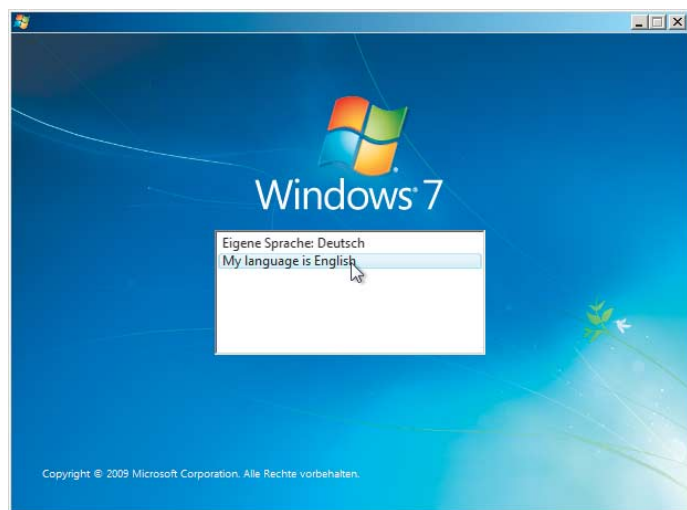 Windows® 7
Eigene Sprache: Deutsch
My language is English
Copyright © 2009 Microsoft Corporation. Alle Rechte vorbehalten.